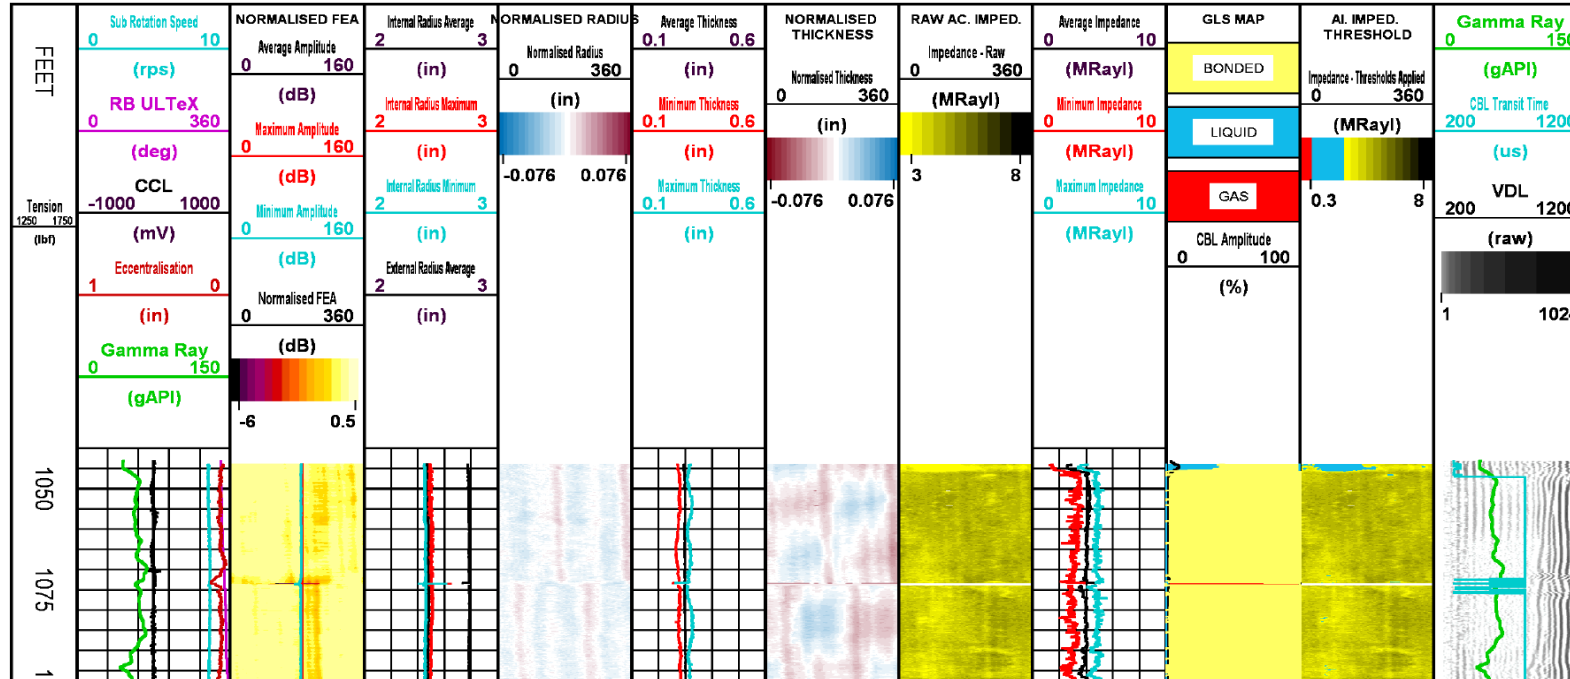 FEET
Tension
1250 1750
(lbf)
Sub Rotation Speed
0 10
(rps)
RB ULTeX
0 360
(deg)
CCL
-1000 1000
(mV)
Eccentralisation
1 0
(in)
Gamma Ray
0 150
(gAPI)
NORMALISED FEA
Average Amplitude
0 160
(dB)
Maximum Amplitude
0 160
(dB)
Minimum Amplitude
0 160
(dB)
Normalised FEA
0 360
(dB)
-6 0.5
Internal Radius Average
2 3
(in)
Internal Radius Maximum
2 3
(in)
Internal Radius Minimum
2 3
(in)
External Radius Average
2 3
(in)
NORMALISED RADIUS
Normalised Radius
0 360
(in)
-0.076 0.076
Average Thickness
0.1 0.6
(in)
Minimum Thickness
0.1 0.6
(in)
Maximum Thickness
0.1 0.6
(in)
NORMALISED
THICKNESS
Normalised Thickness
0 360
(in)
-0.076 0.076
RAW AC. IMPED.
Impedance - Raw
0 360
(MRayl)
3 8
Average Impedance
0 10
(MRayl)
Minimum Impedance
0 10
(MRayl)
Maximum Impedance
0 10
(MRayl)
GLS MAP
BONDED
LIQUID
GAS
CBL Amplitude
0 100
(%)
AI. IMPED.
THRESHOLD
Impedance - Thresholds Applied
0 360
(MRayl)
0.3 8
Gamma Ray
0 150
(gAPI)
CBL Transit Time
200 1200
(us)
VDL
200 1200
(raw)
1 1024
1050
1075
1